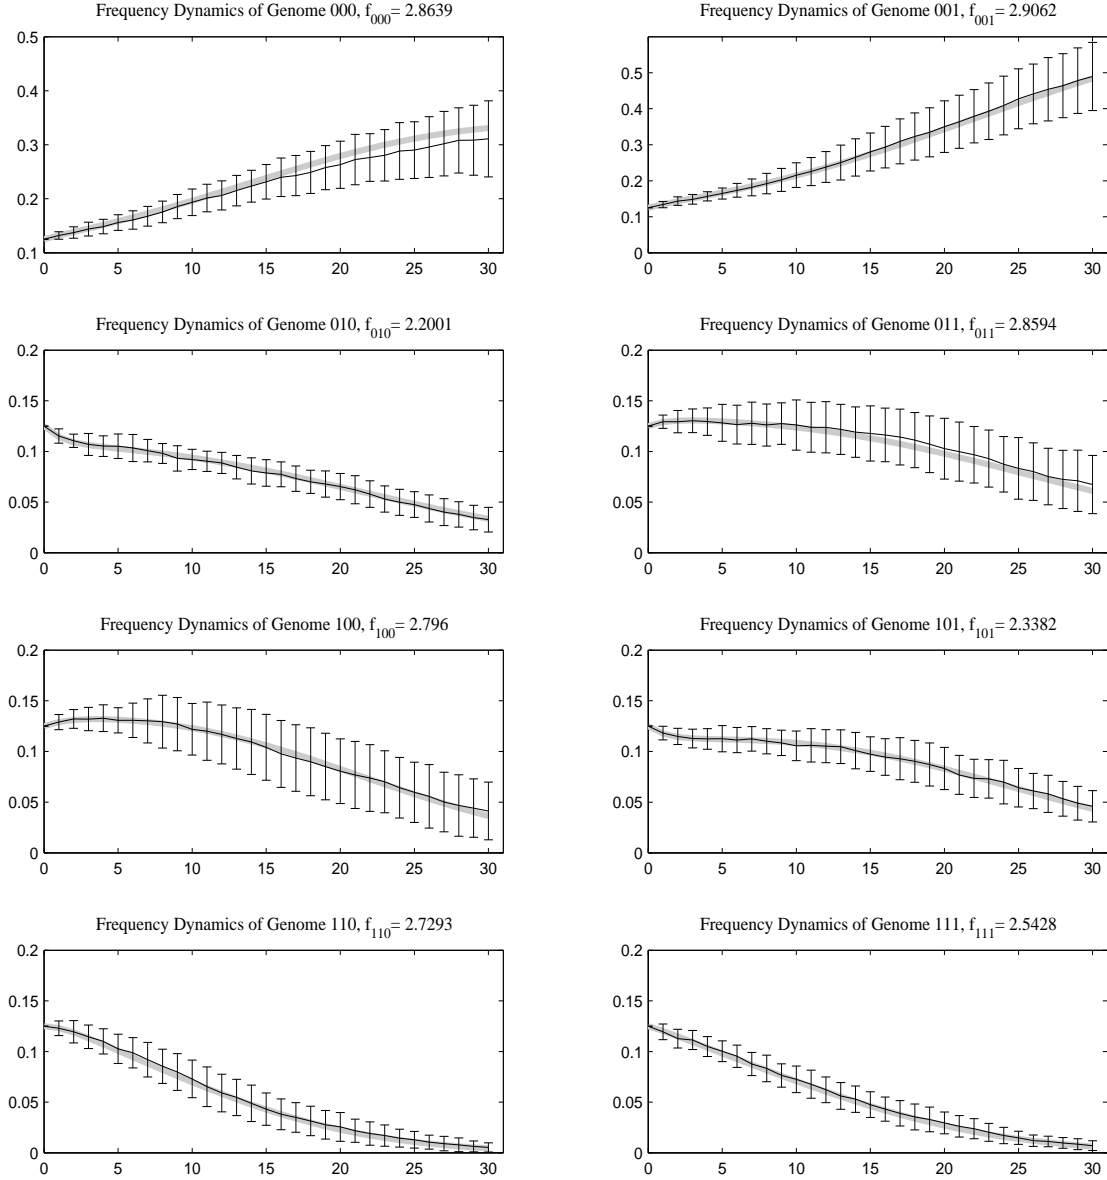 Frequency Dynamics of Genome 000, f000= 2.8639
0.5
0.4
0.3
0.2
0.1
0 5 10 15 20 25 30
Frequency Dynamics of Genome 001, f001= 2.9062
0.5
0.4
0.3
0.2
0.1
0
0 5 10 15 20 25 30
Frequency Dynamics of Genome 010, f010= 2.2001
0.2
0.15
0.1
0.05
0
0 5 10 15 20 25 30
Frequency Dynamics of Genome 011, f011= 2.8594
0.2
0.15
0.1
0.05
0
0 5 10 15 20 25 30
Frequency Dynamics of Genome 100, f100= 2.796
0.2
0.15
0.1
0.05
0
0 5 10 15 20 25 30
Frequency Dynamics of Genome 101, f101= 2.3382
0.2
0.15
0.1
0.05
0
0 5 10 15 20 25 30
Frequency Dynamics of Genome 110, f110= 2.7293
0.2
0.15
0.1
0.05
0
0 5 10 15 20 25 30
Frequency Dynamics of Genome 111, f111= 2.5428
0.2
0.15
0.1
0.05
0
0 5 10 15 20 25 30